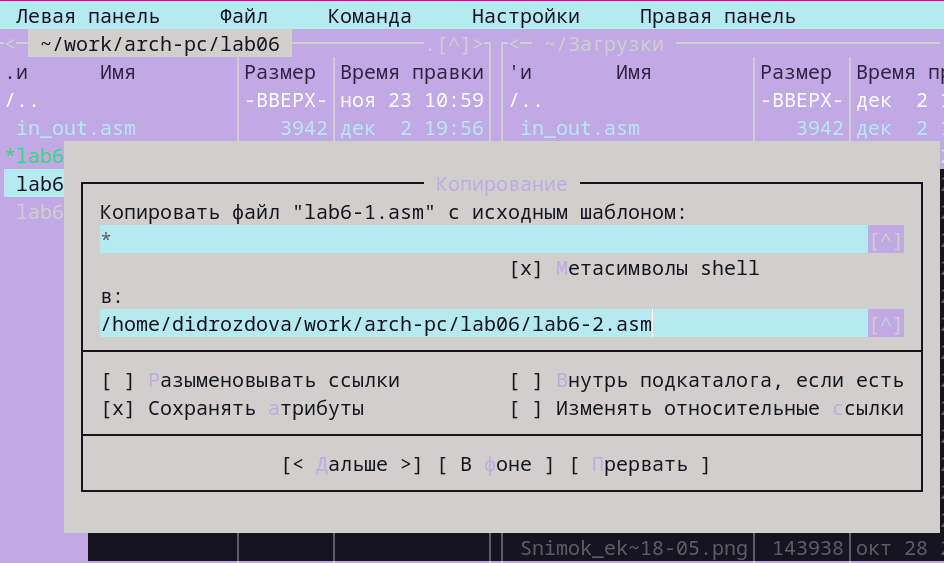 Левая панель Файл Команда Настройки Правая панель
<─ ~/work/arch-pc/lab06 .[^]> <─ ~/Загрузки
.и Имя Размер Время правки 'и Имя Размер Время пр
/.. -ВВЕРХ- ноя 23 10:59 /.. -ВВЕРХ- дек 2 1
in_out.asm 3942 дек 2 19:56 in_out.asm 3942 дек 2 1
*lab6
lab6
lab6
Копирование
Копировать файл "lab6-1.asm" с исходным шаблоном:
* [^]
[x] Метасимволы shell
в:
/home/didrozdova/work/arch-pc/lab06/lab6-2.asm [^]
[ ] Разыменовывать ссылки [ ] Внутрь подкаталога, если есть
[x] Сохранять атрибуты [ ] Изменять относительные ссылки
[< Дальше >] [ В фоне ] [ Прервать ]
Snimok_ek~18-05.png 143938 окт 28